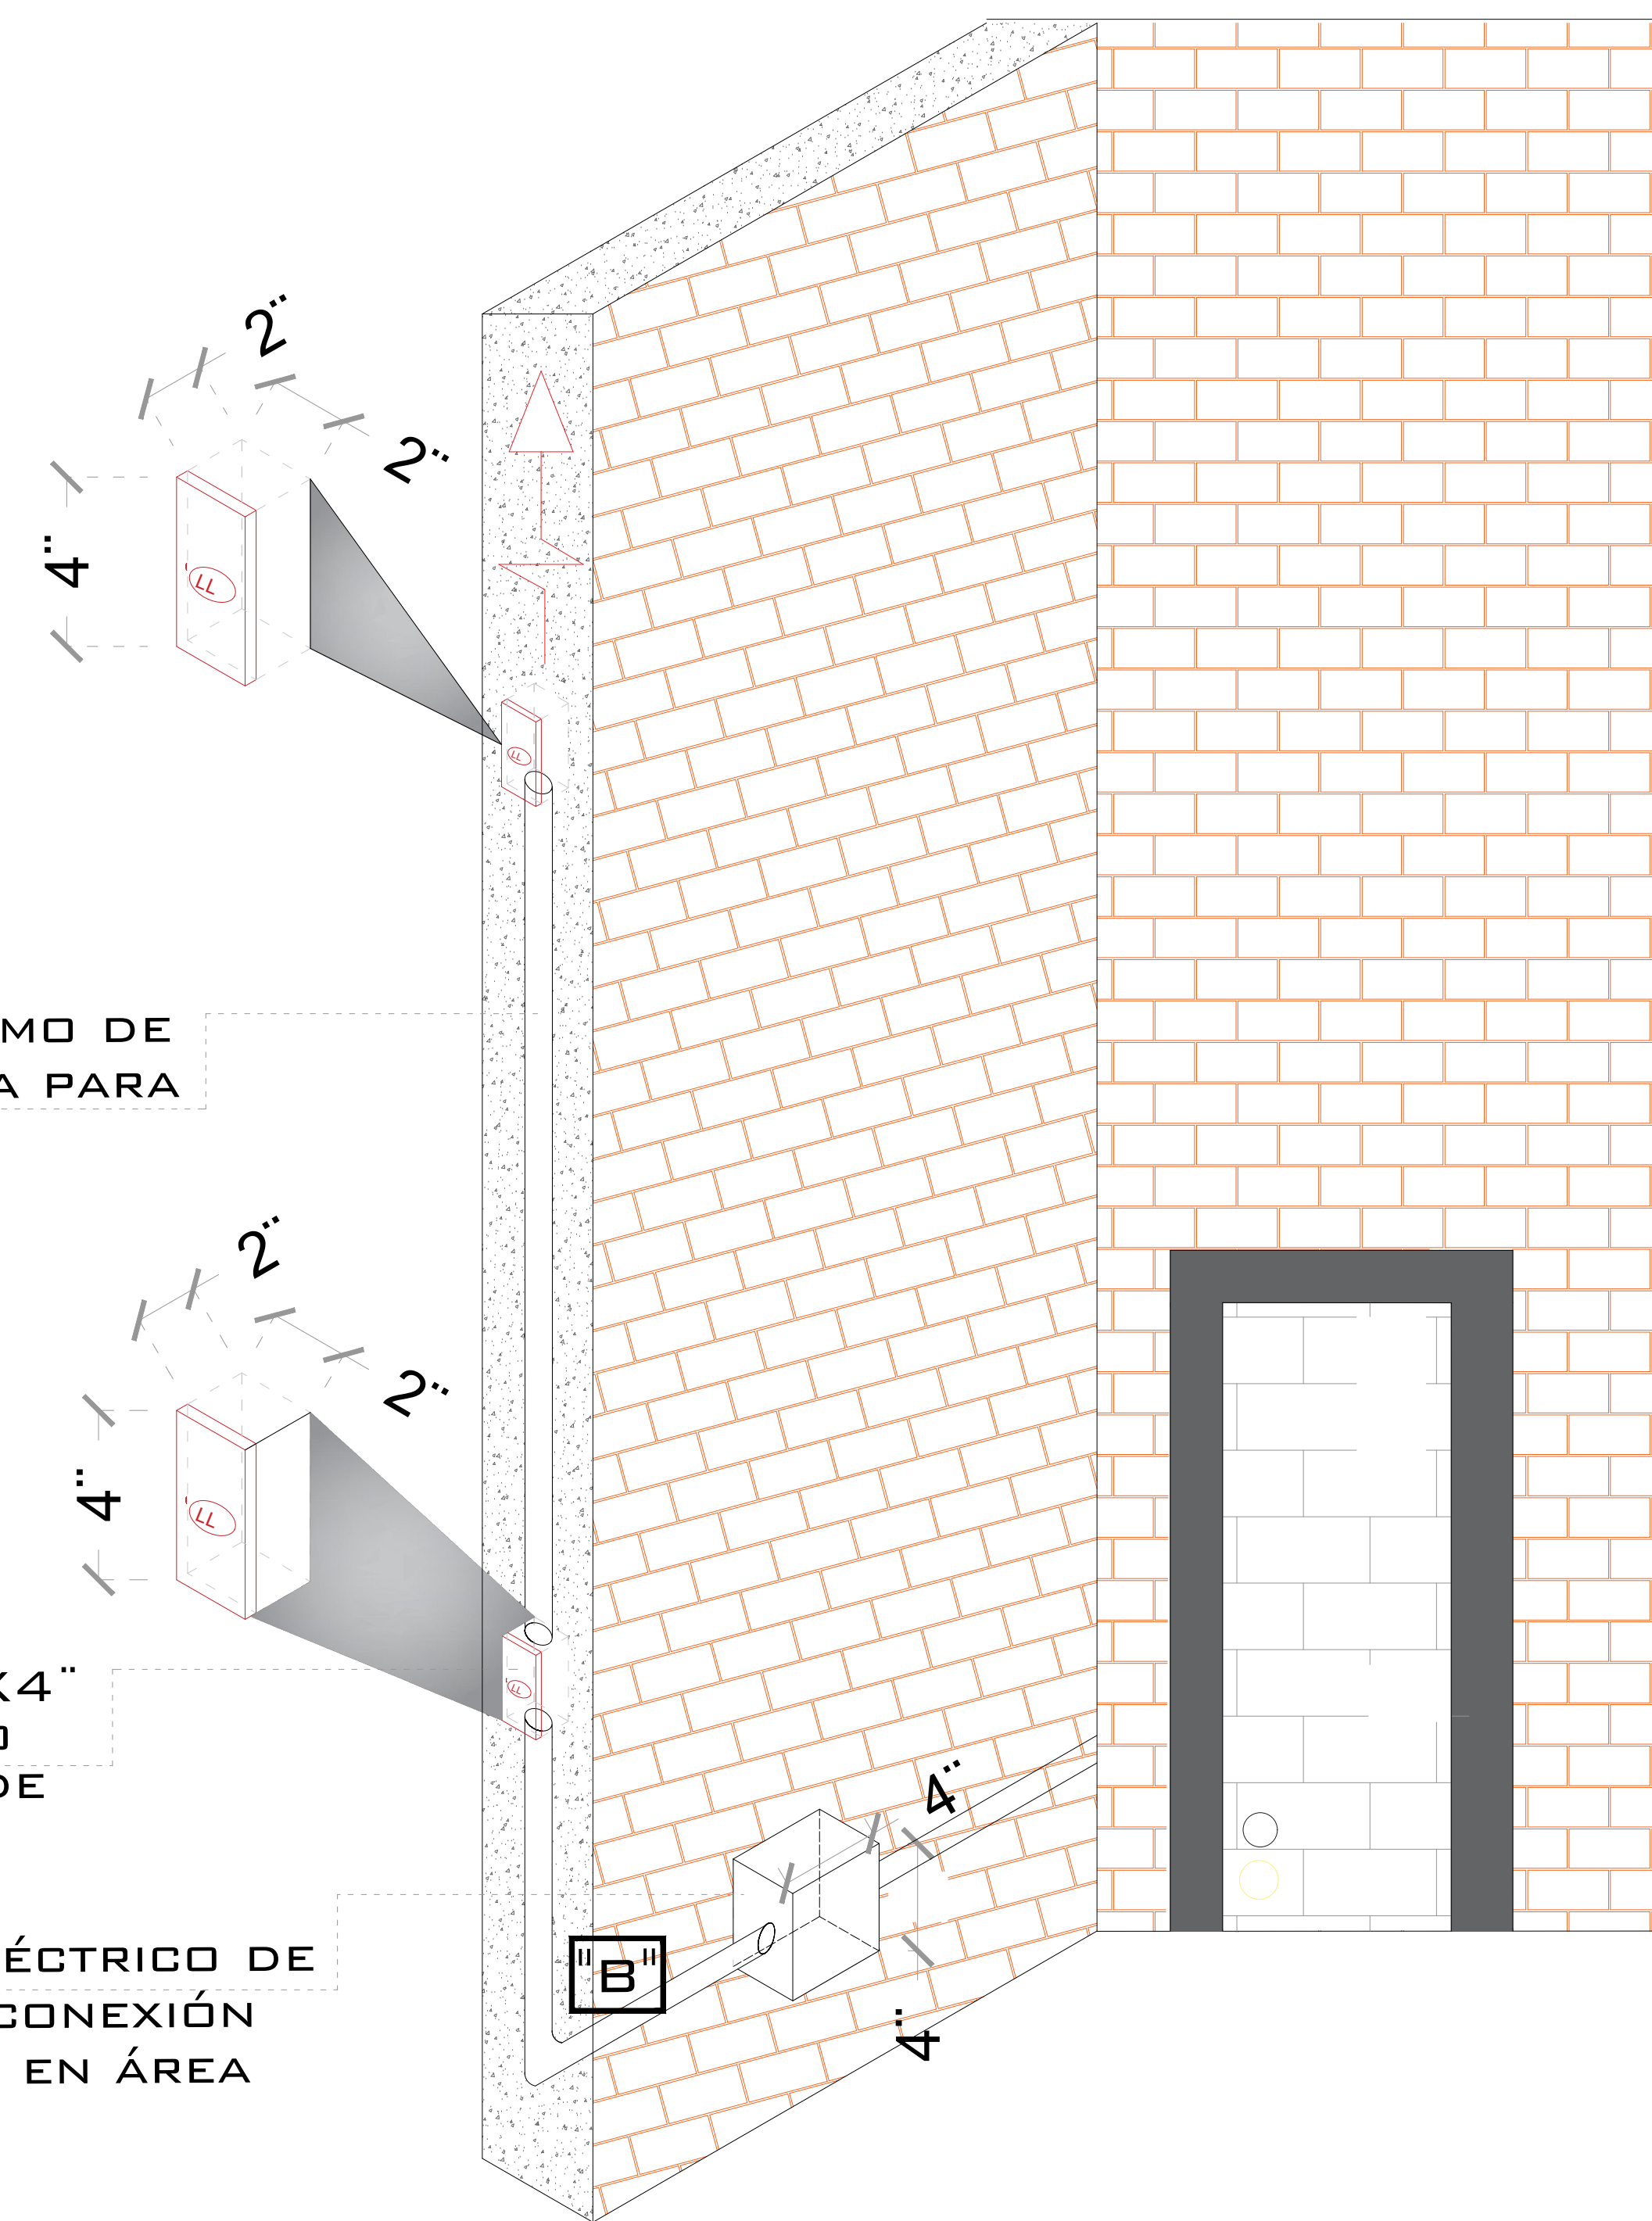 2¨
2¨
4¨
LL
LL
MO DE
A PARA
2¨
2¨
4¨
LL
LL
X4¨
DE
4¨
"B"
4¨
ÉCTRICO DE
CONEXIÓN
EN ÁREA